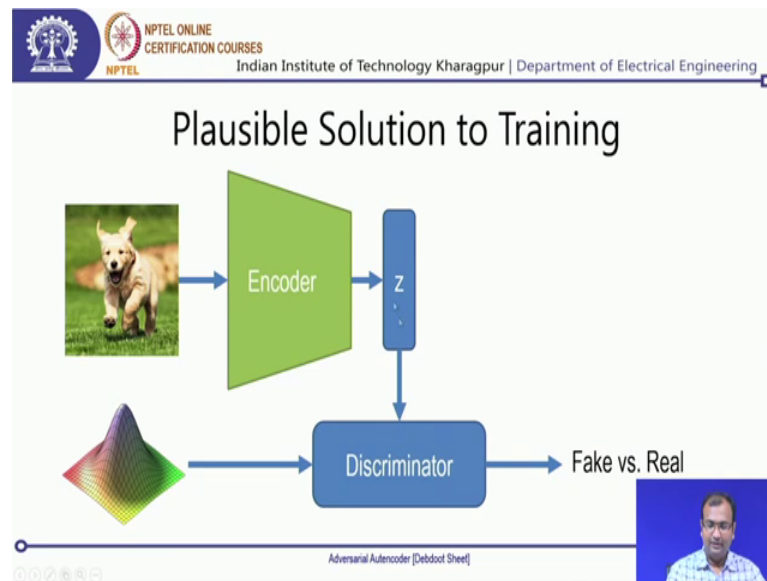 NPTEL ONLINE
CERTIFICATION COURSES
NPTEL
Indian Institute of Technology Kharagpur | Department of Electrical Engineering
Plausible Solution to Training
Encoder
z
Discriminator
Fake vs. Real
Adversarial Autencoder [Debdoot Sheet]